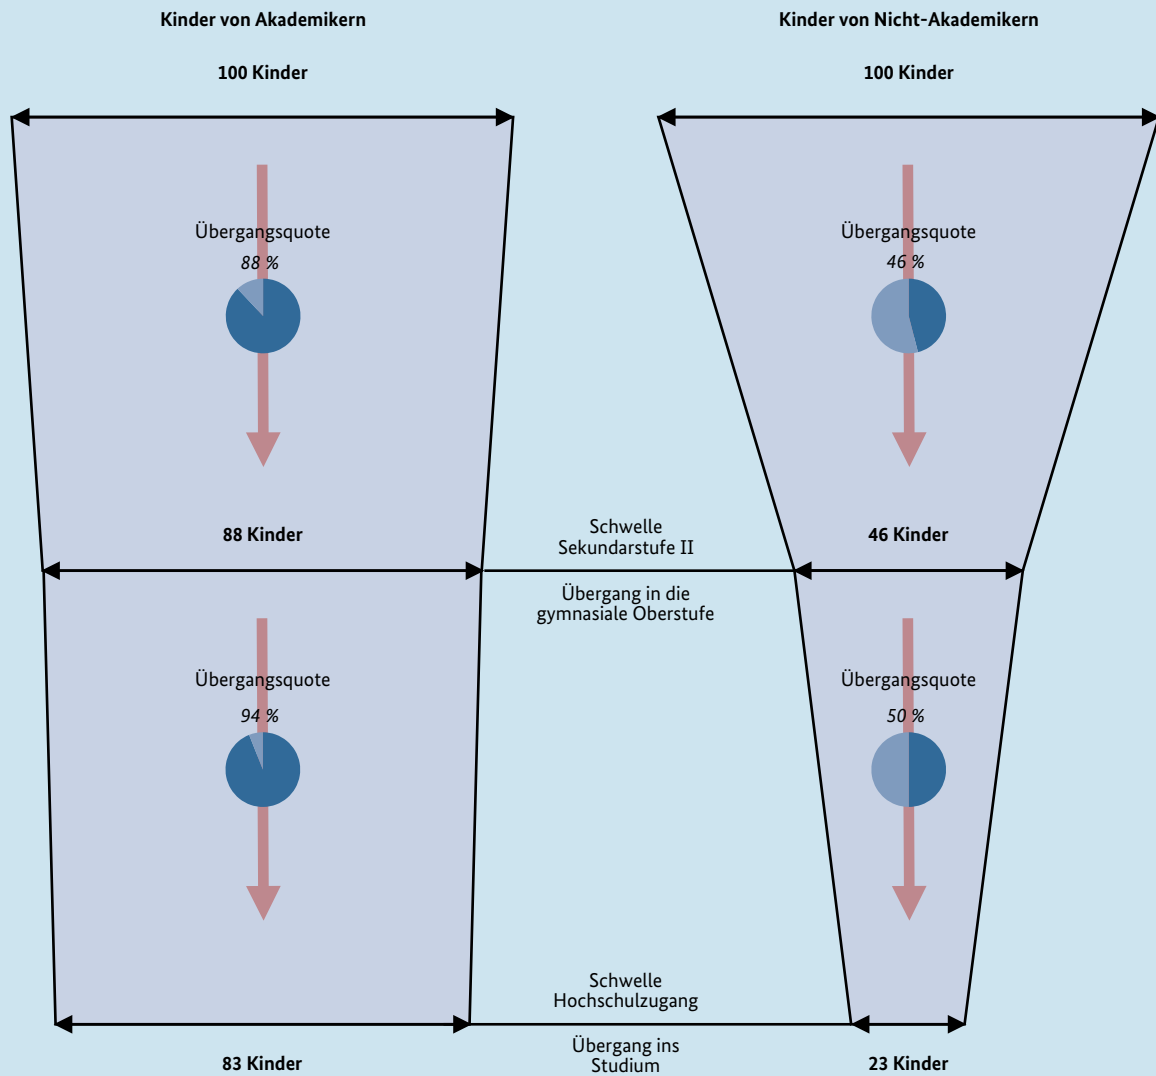 Kinder von Akademikern
Kinder von Nicht-Akademikern
100 Kinder
100 Kinder
Übergangsquote
88 %
Übergangsquote
46 %
88 Kinder
Schwelle
Sekundarstufe II
46 Kinder
Übergang in die
gymnasiale Oberstufe
Übergangsquote
94 %
Übergangsquote
50 %
Schwelle
Hochschulzugang
83 Kinder
Übergang ins
Studium
23 Kinder